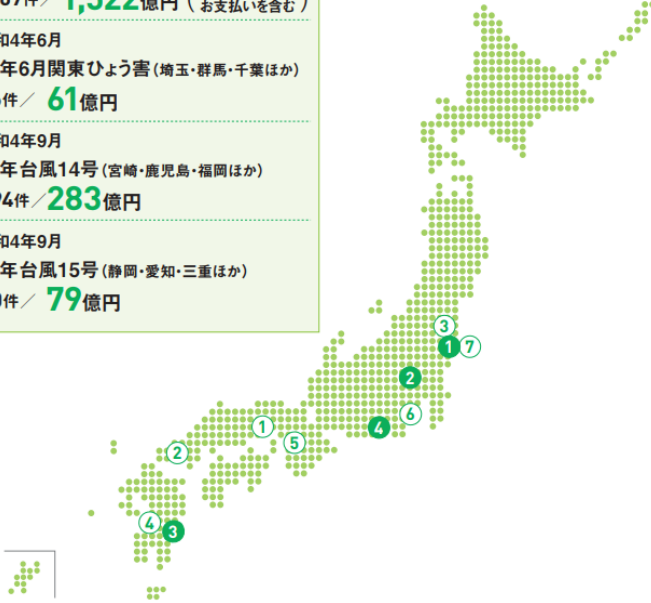 1,322億円(お支払いを含む)
和4年6月
年6月関東ひょう害(埼玉・群馬・千葉ほか)
件／ 61億円
和4年9月
年台風14号(宮崎・鹿児島・福岡ほか)
94件／283億円
和4年9月
年台風15号(静岡・愛知・三重ほか)
件／ 79億円
3
1 7
2
6
1 4
5
2
4 3